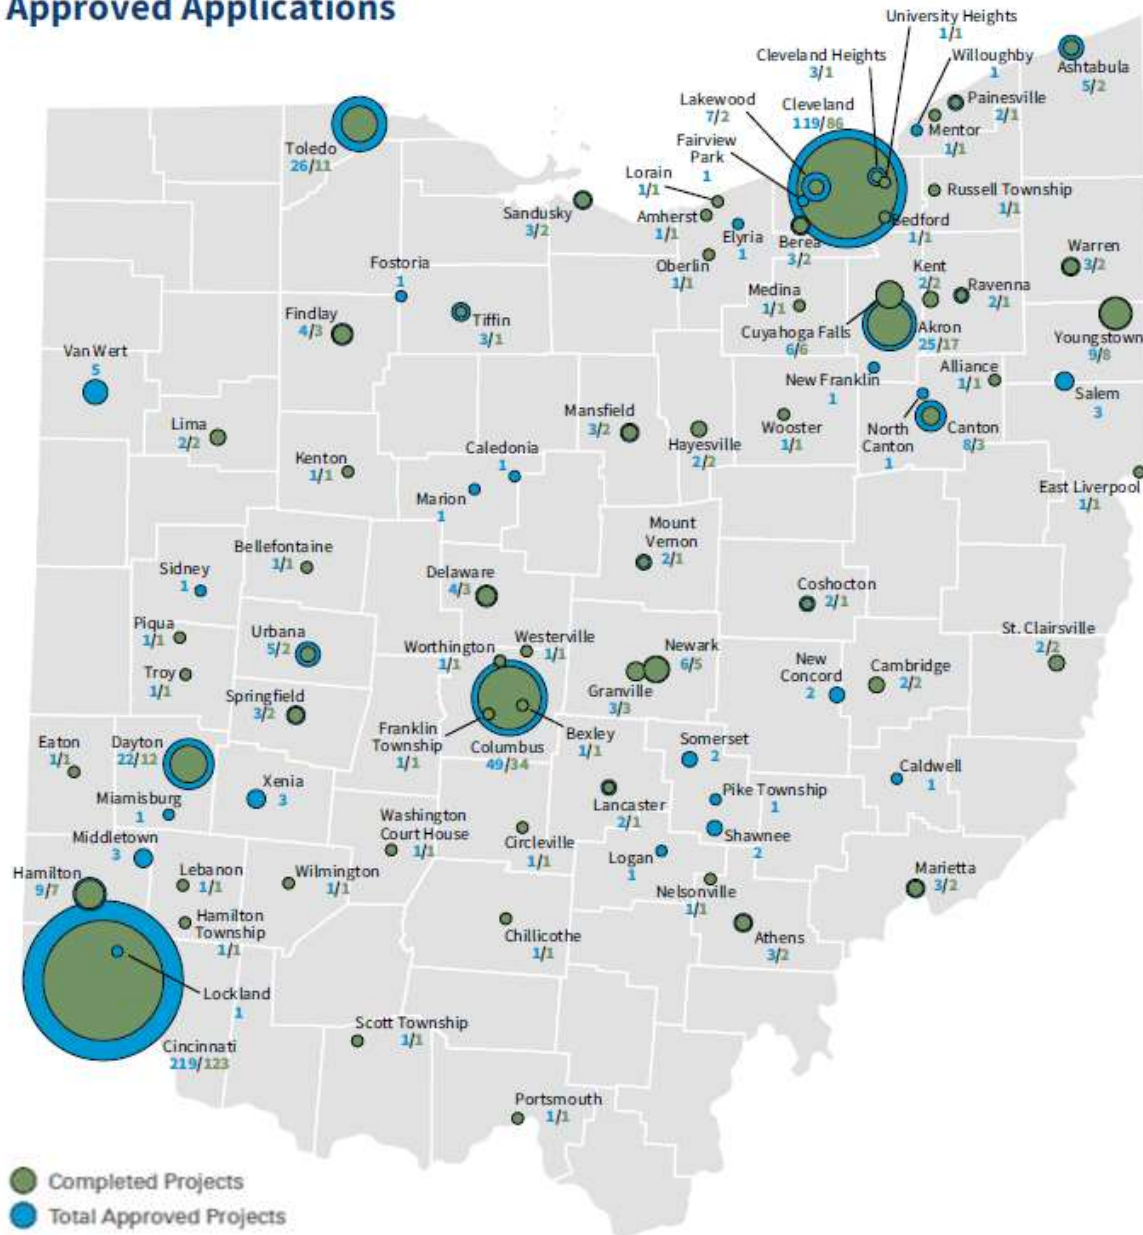 Approved Applications
University Heights
1/1
Cleveland Heights
3/1
Willoughby
1
Ashtabula
5/2
Lakewood
7/2
Cleveland
119/86
Painesville
2/1
Mentor
1/1
Fairview
Park
1
Toledo
26/11
Lorain
1/1
Russell Township
1/1
Sandusky
3/2
Amherst
1/1
Elyria
1
Berea
3/2
Bedford
1/1
Oberlin
1/1
Warren
3/2
Fostoria
1
Kent
2/2
Ravenna
2/1
Medina
1/1
Findlay
4/3
Tiffin
3/1
Cuyahoga Falls
6/6
Akron
25/17
Youngstown
9/8
Van Wert
5
New Franklin
1
Alliance
1/1
Salem
3
Lima
2/2
Mansfield
3/2
Hayesville
2/2
Wooster
1/1
North
Canton
1
Canton
8/3
Kenton
1/1
Caledonia
1
Marion
1
East Liverpool
1/1
Mount
Vernon
2/1
Bellefontaine
1/1
Sidney
1
Delaware
4/3
Coshocton
2/1
Piqua
1/1
Urbana
5/2
Worthington
1/1
Westerville
1/1
Newark
6/5
St. Clairsville
2/2
Troy
1/1
New
Concord
2
Cambridge
2/2
Springfield
3/2
Granville
3/3
Franklin
Township
1/1
Columbus
49/34
Bexley
1/1
Eaton
1/1
Dayton
22/12
Somerset
2
Caldwell
1
Xenia
3
Miamisburg
1
Lancaster
2/1
Pike Township
1
Middletown
3
Washington
Court House
1/1
Circleville
1/1
Shawnee
2
Logan
1
Hamilton
9/7
Lebanon
1/1
Wilmington
1/1
Nelsonville
1/1
Marietta
3/2
Hamilton
Township
1/1
Chillicothe
1/1
Athens
3/2
Lockland
1
Cincinnati
219/123
Scott Township
1/1
Portsmouth
1/1
Completed Projects
Total Approved Projects